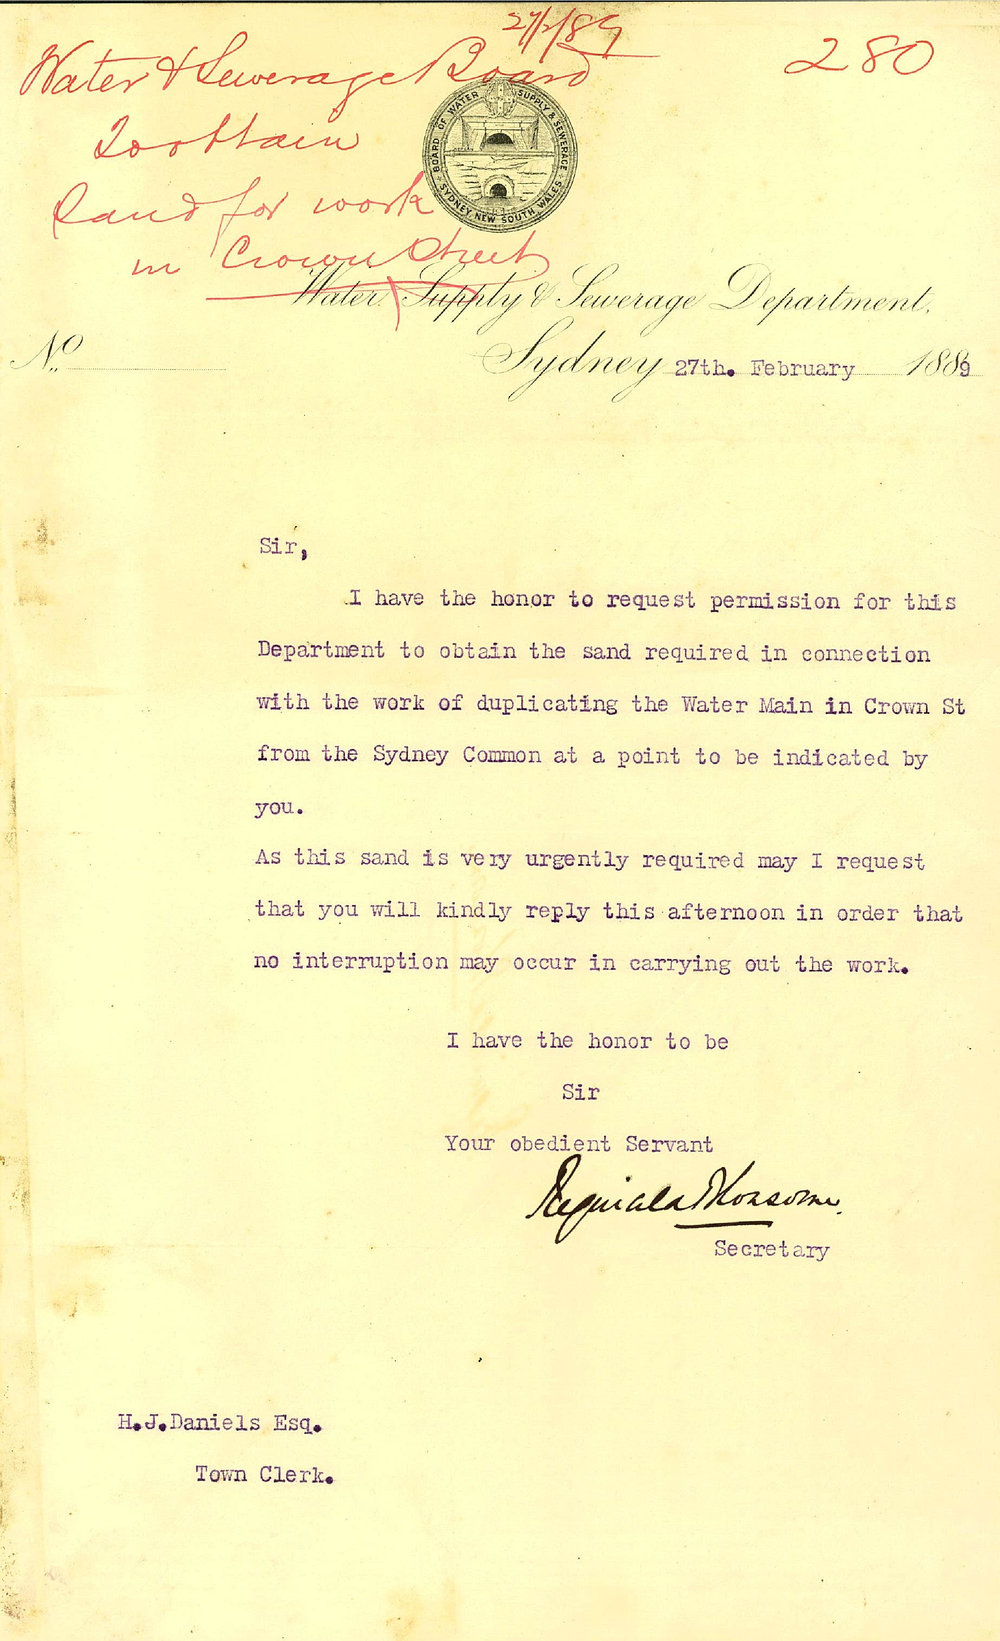 27/2/89
280
Water & Sewerage Board
To obtain
Sand for work
in Crown Street
BOARD OF WATER SUPPLY & SEWERAGE
SYDNEY, NEW SOUTH WALES
Water Supply & Sewerage Department,
No
Sydney 27th. February 1889
Sir,
I have the honor to request permission for this
Department to obtain the sand required in connection
with the work of duplicating the Water Main in Crown St
from the Sydney Common at a point to be indicated by
you.
As this sand is very urgently required may I request
that you will kindly reply this afternoon in order that
no interruption may occur in carrying out the work.
I have the honor to be
Sir
Your obedient Servant
Reginald
Secretary
H.J.Daniels Esq.
Town Clerk.